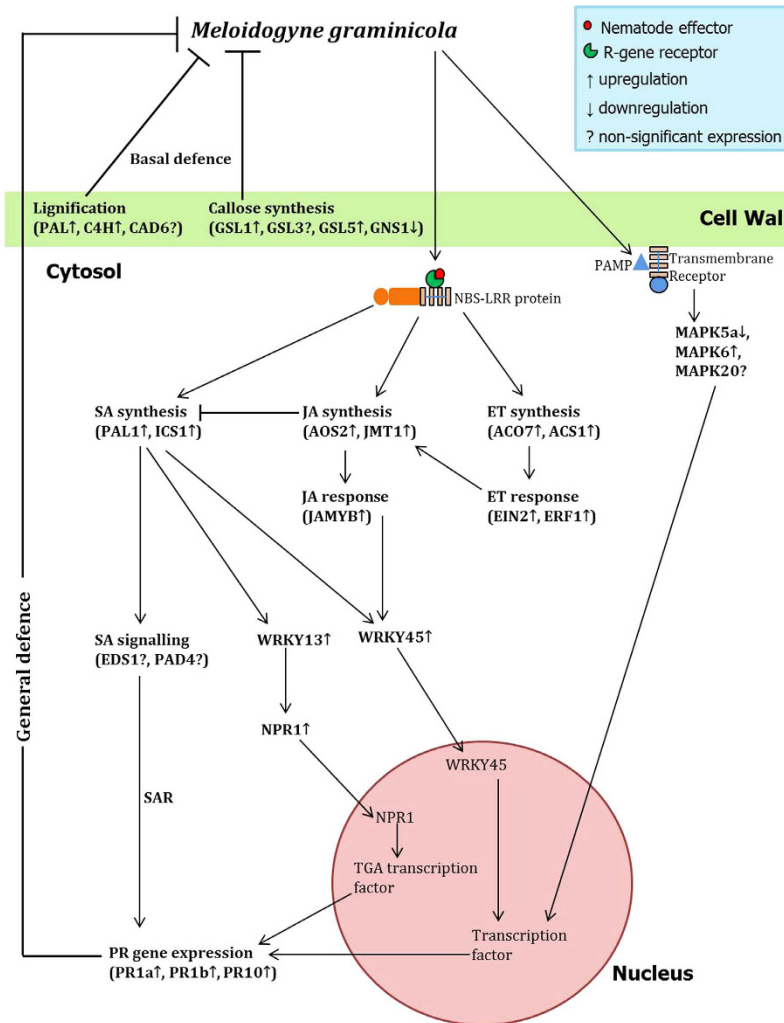 Meloidogyne graminicola
Nematode effector
R-gene receptor
↑ upregulation
↓ downregulation
? non-significant expression
Basal defence
Lignification
(PAL↑, C4H↑, CAD6?)
Callose synthesis
(GSL1↑, GSL3?, GSL5↑, GNS1↓)
Cell Wall
Cytosol
PAMP
Transmembrane
Receptor
NBS-LRR protein
MAPK5a↓,
MAPK6↑,
MAPK20?
SA synthesis
(PAL1↑, ICS1↑)
JA synthesis
(AOS2↑, JMT1↑)
ET synthesis
(ACO7↑, ACS1↑)
JA response
(JAMYB↑)
ET response
(EIN2↑, ERF1↑)
General defence
SA signalling
(EDS1?, PAD4?)
WRKY13↑
WRKY45↑
NPR1↑
SAR
WRKY45
NPR1
TGA transcription
factor
Transcription
factor
PR gene expression
(PR1a↑, PR1b↑, PR10↑)
Nucleus